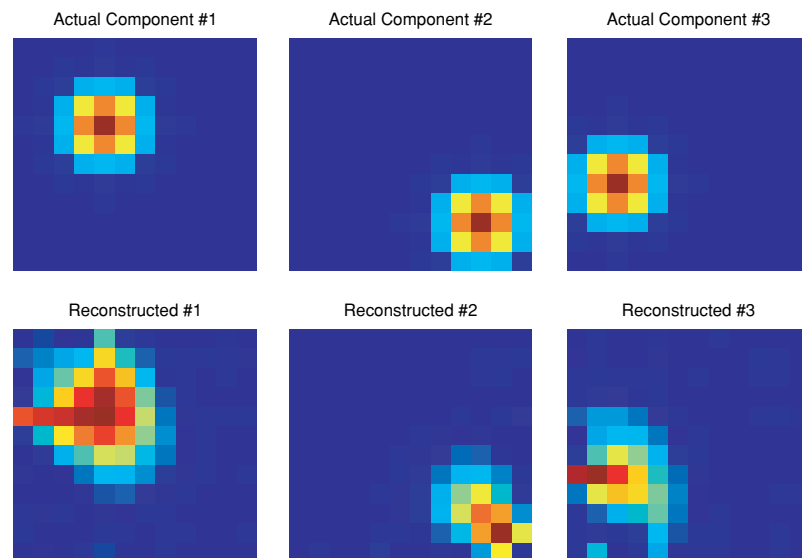 Actual Component #1
Actual Component #2
Actual Component #3
Reconstructed #1
Reconstructed #2
Reconstructed #3